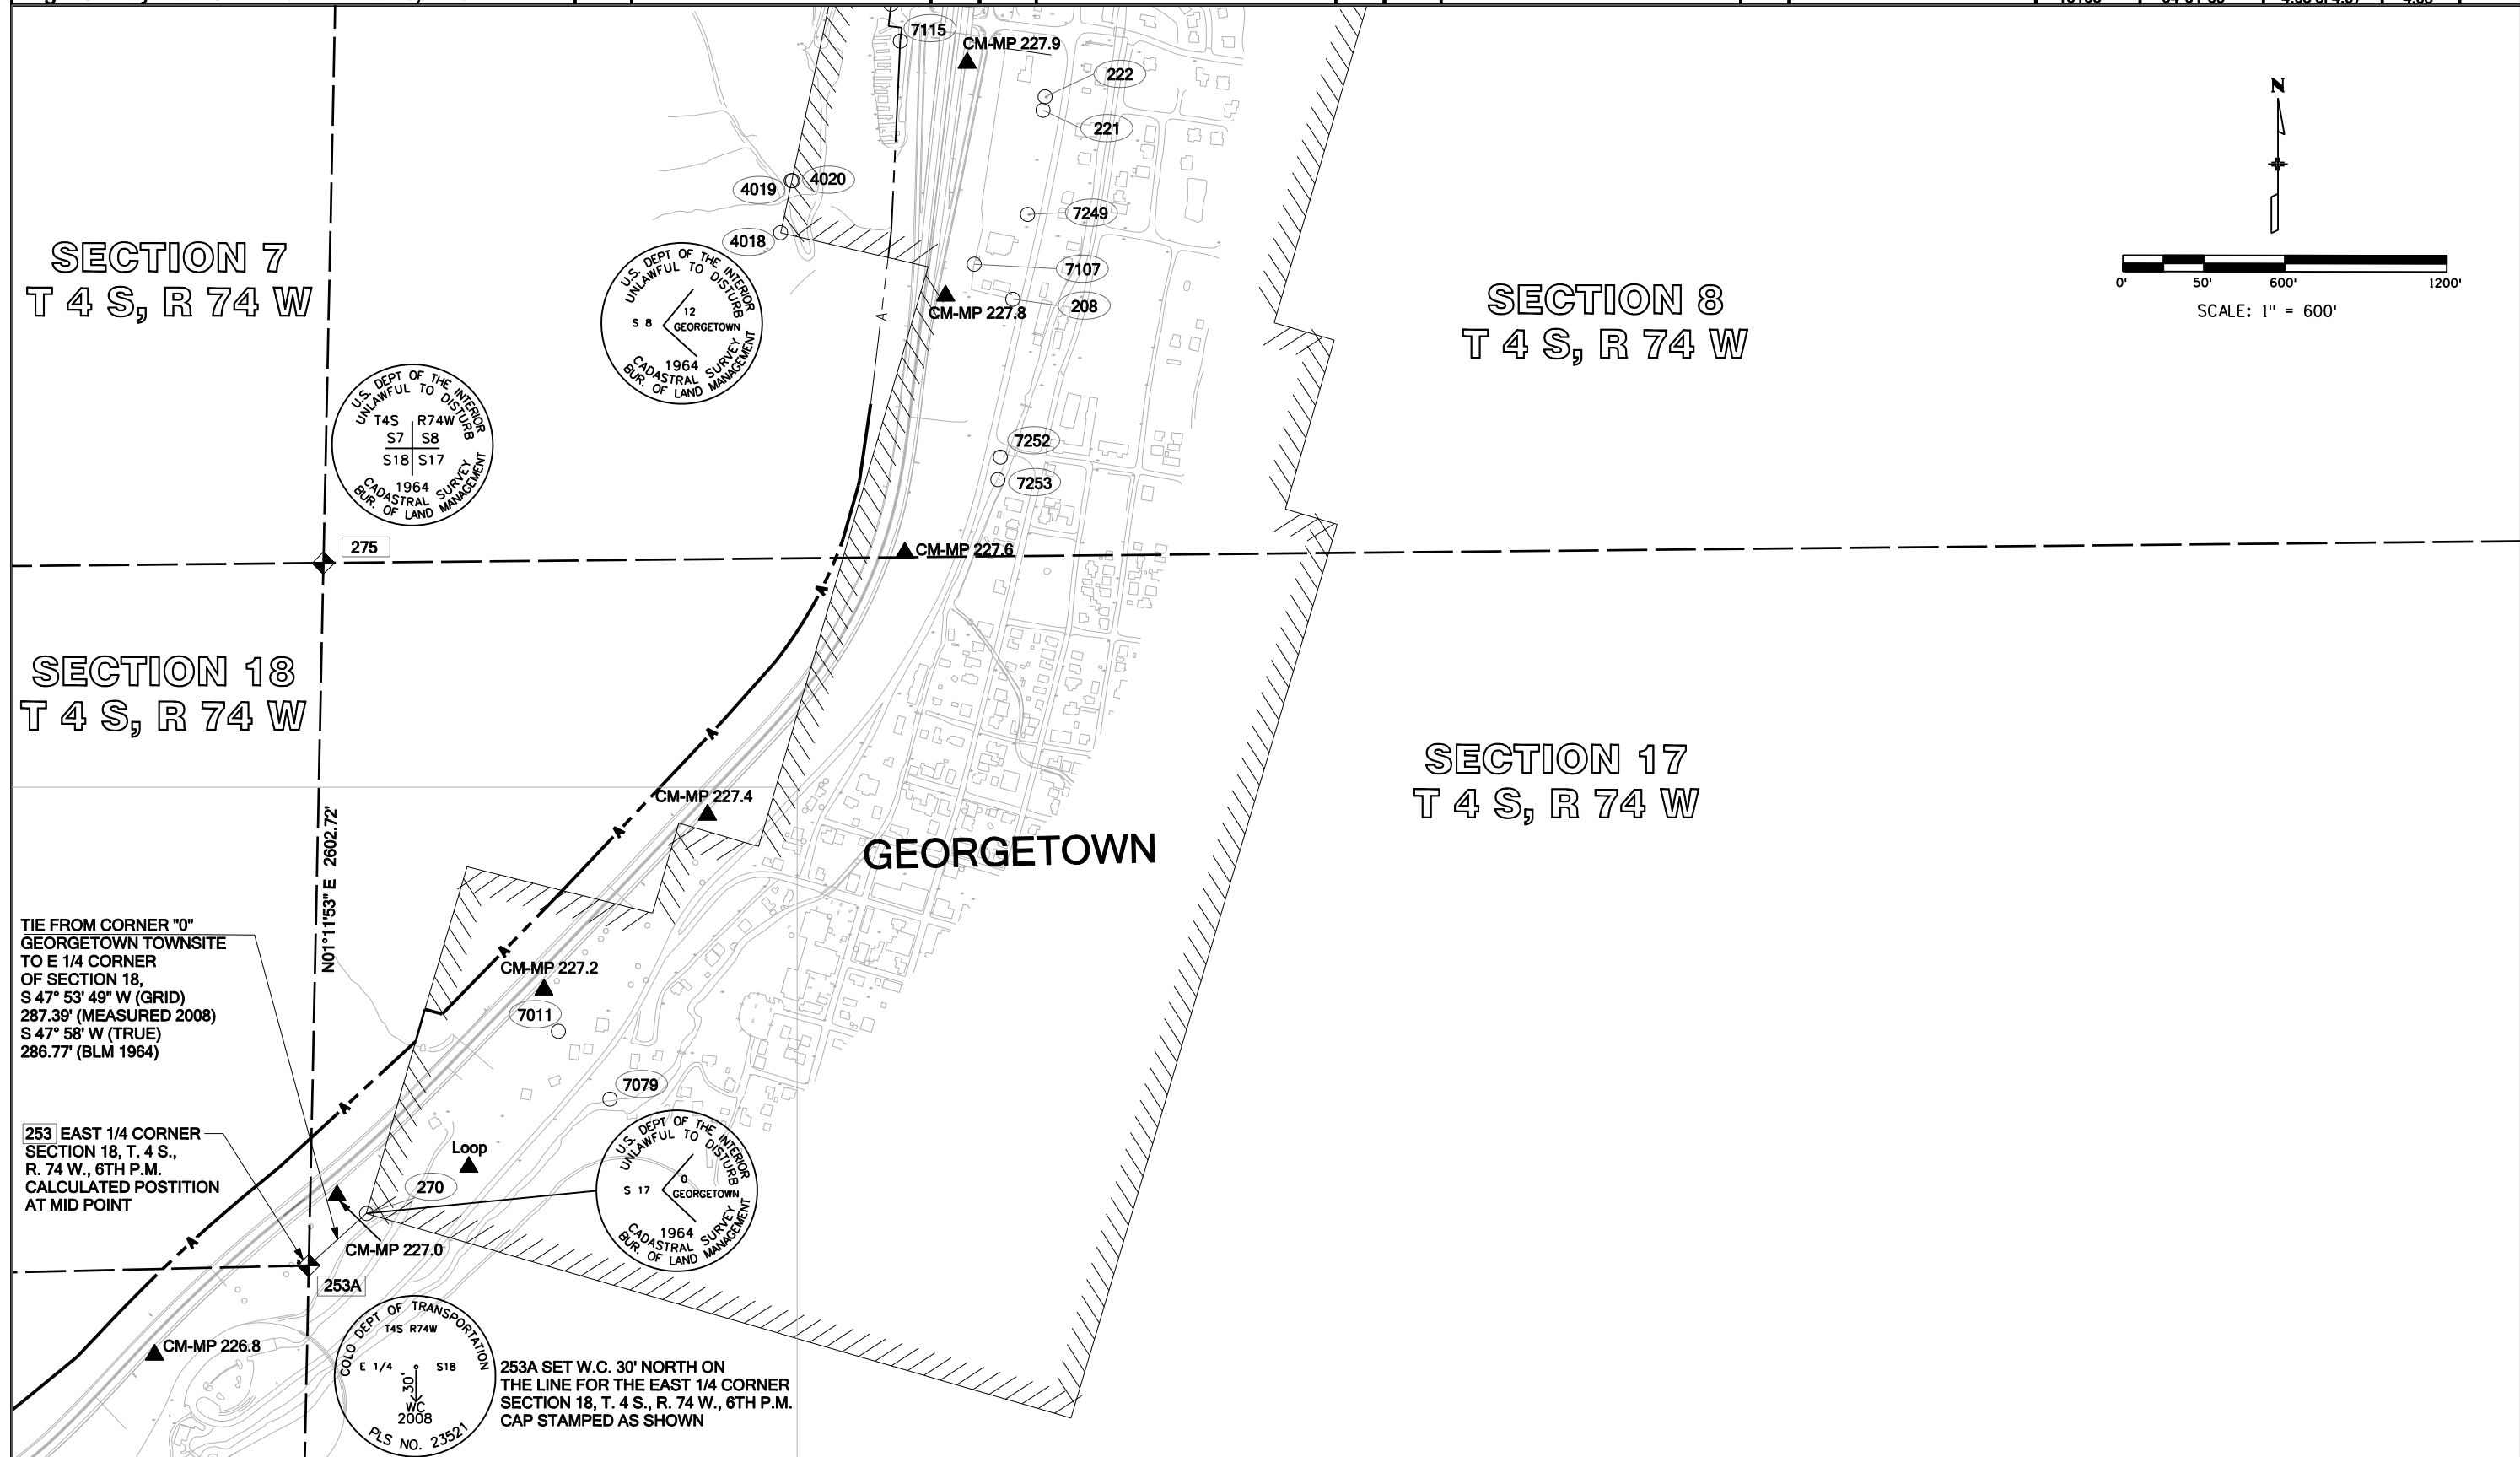 7115
CM-MP 227.9
222
221
4019
4020
7249
4018
7107
CM-MP 227.8
208
N
0'
50'
600'
1200'
SCALE: 1" = 600'
SECTION 7
T 4 S, R 74 W
SECTION 8
T 4 S, R 74 W
U.S. DEPT OF THE INTERIOR
UNLAWFUL TO DISTURB
S 8
12
GEORGETOWN
1964
CADASTRAL SURVEY
BUR. OF LAND MANAGEMENT
A
U.S. DEPT OF THE INTERIOR
UNLAWFUL TO DISTURB
T4S R74W
S7 S8
S18 S17
1964
CADASTRAL SURVEY
BUR. OF LAND MANAGEMENT
7252
7253
275
CM-MP 227.6
A
SECTION 18
T 4 S, R 74 W
A
SECTION 17
T 4 S, R 74 W
CM-MP 227.4
A
GEORGETOWN
N01°11'53" E 2602.72'
TIE FROM CORNER "0"
GEORGETOWN TOWNSITE
TO E 1/4 CORNER
OF SECTION 18,
S 47° 53' 49" W (GRID)
287.39' (MEASURED 2008)
S 47° 58' W (TRUE)
286.77' (BLM 1964)
A
CM-MP 227.2
7011
7079
A
253 EAST 1/4 CORNER
SECTION 18, T. 4 S.,
R. 74 W., 6TH P.M.
CALCULATED POSTITION
AT MID POINT
Loop
270
U.S. DEPT OF THE INTERIOR
UNLAWFUL TO DISTURB
S 17
0
GEORGETOWN
1964
CADASTRAL SURVEY
BUR. OF LAND MANAGEMENT
A
CM-MP 227.0
253A
CM-MP 226.8
COLO DEPT OF TRANSPORTATION
T4S R74W
E 1/4 S18
30'
WC
2008
PLS NO. 23521
253A SET W.C. 30' NORTH ON
THE LINE FOR THE EAST 1/4 CORNER
SECTION 18, T. 4 S., R. 74 W., 6TH P.M.
CAP STAMPED AS SHOWN